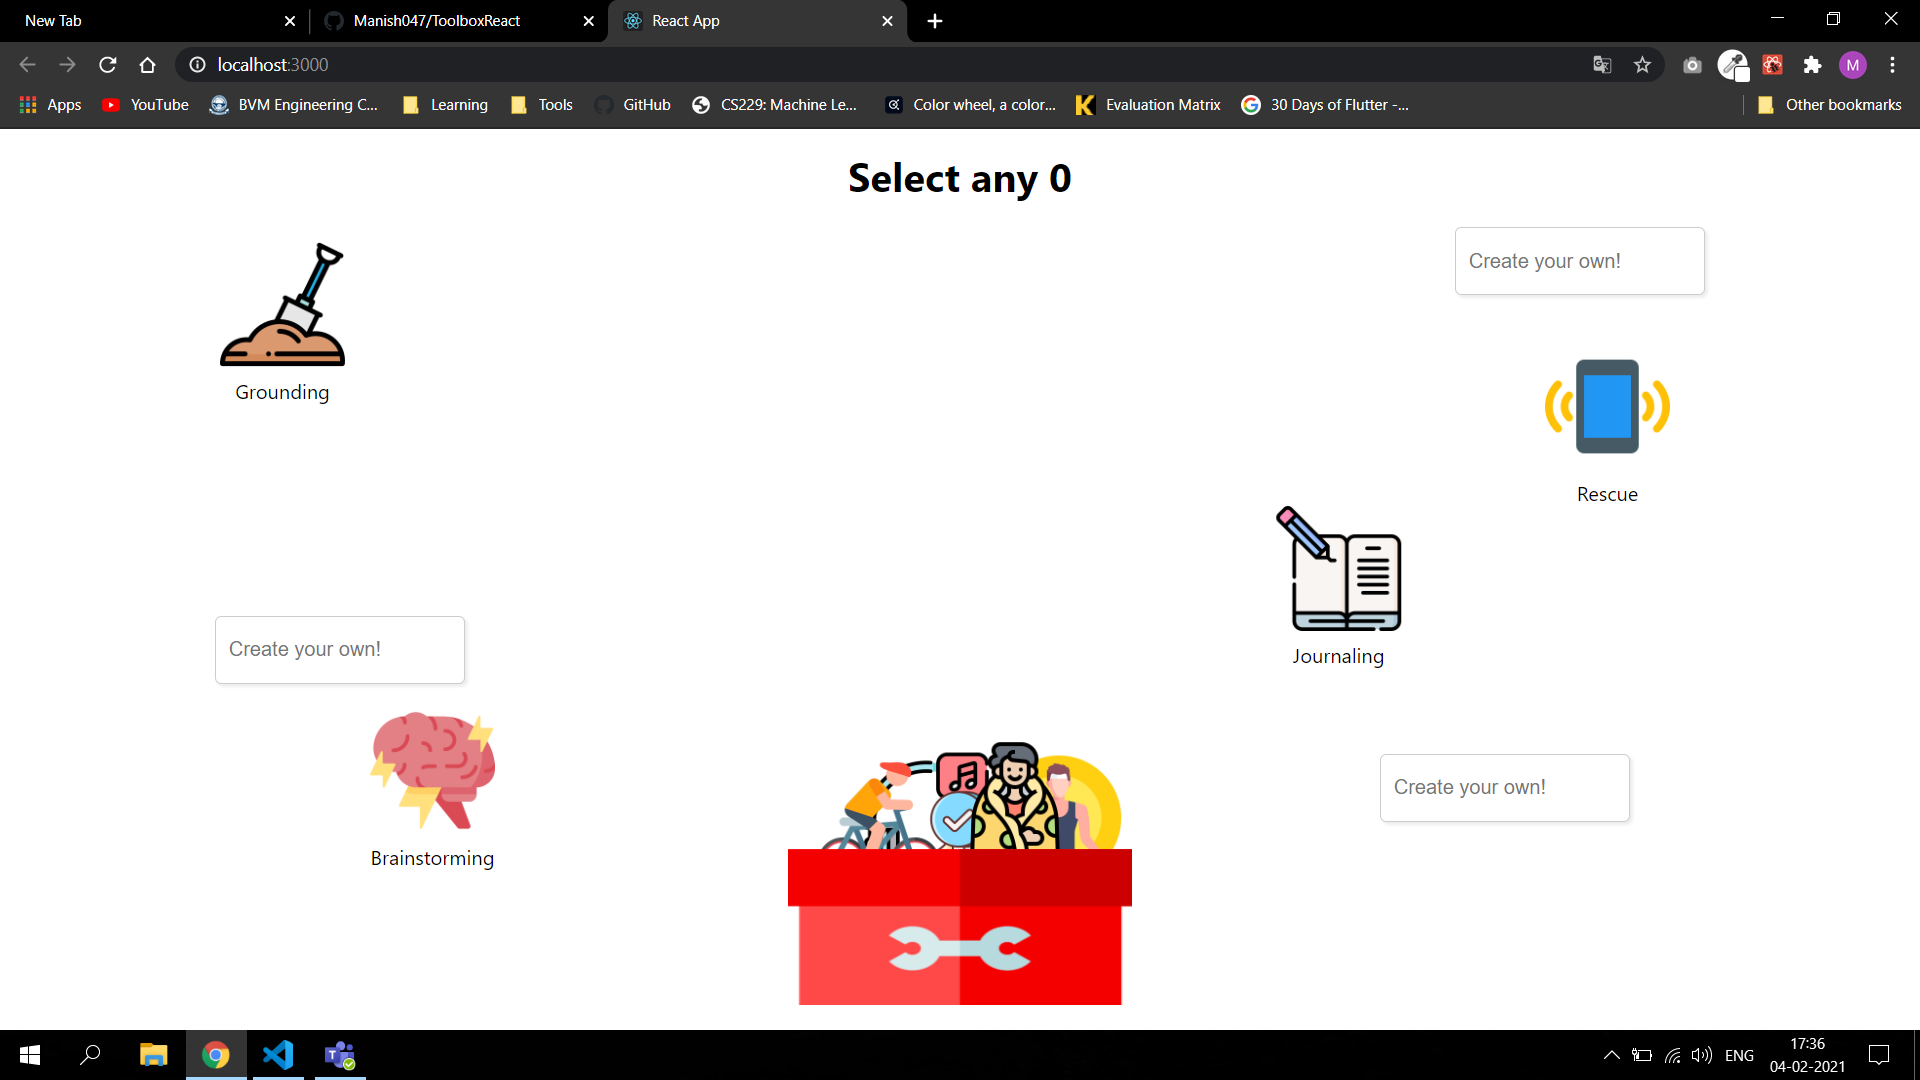 New Tab
Manish047/ToolboxReact
React App
localhost:3000
M
Apps
YouTube
BVM Engineering C...
Learning
Tools
GitHub
CS229: Machine Le...
Color wheel, a color...
Evaluation Matrix
30 Days of Flutter -...
Other bookmarks
Select any 0
Create your own!
Grounding
Rescue
Create your own!
Journaling
Create your own!
Brainstorming
ENG
17:36
04-02-2021